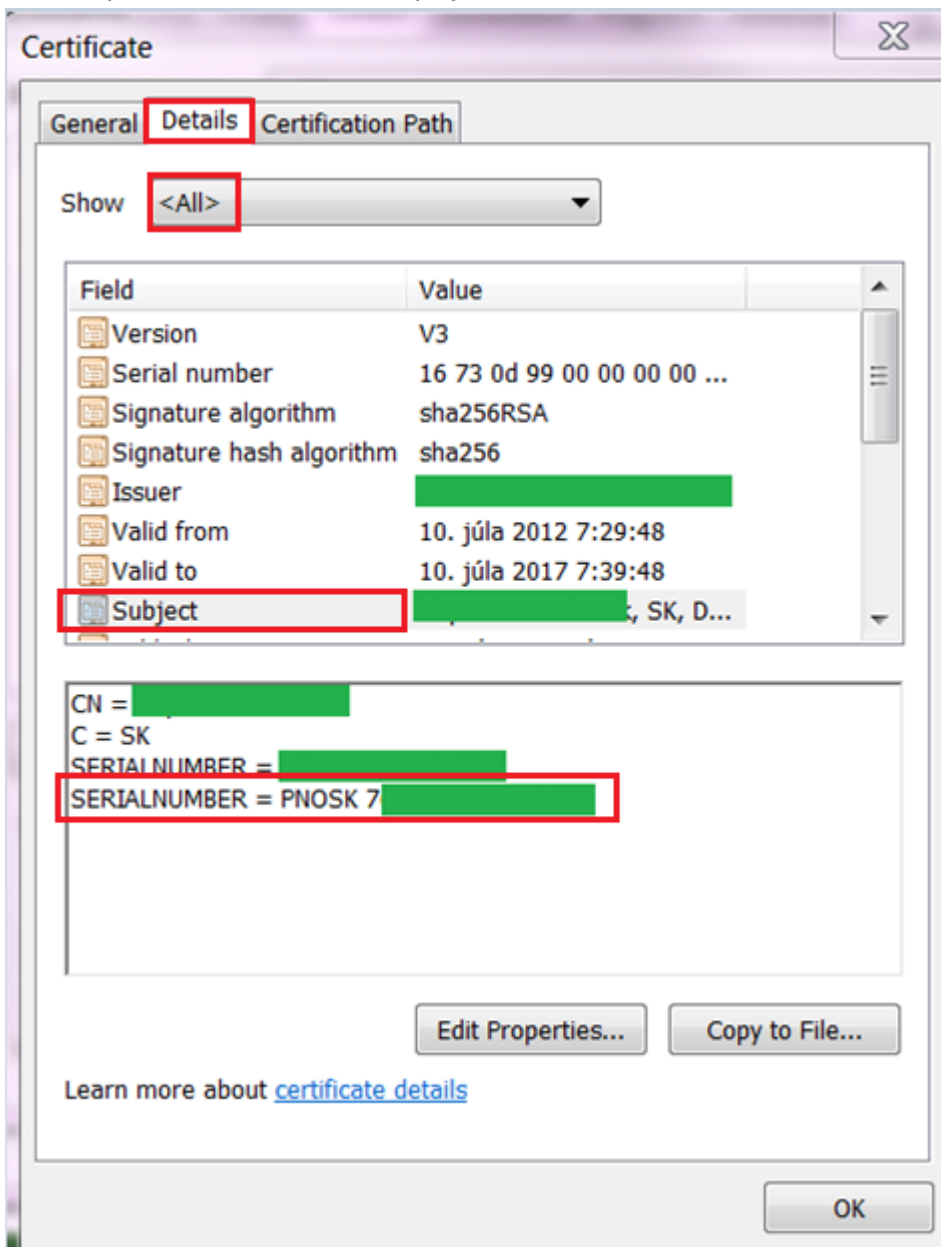 Certificate
General Details Certification Path
Show <All>
Field Value
Version V3
Serial number 16 73 0d 99 00 00 00 00 ...
Signature algorithm sha256RSA
Signature hash algorithm sha256
Issuer
Valid from 10. júla 2012 7:29:48
Valid to 10. júla 2017 7:39:48
Subject , SK, D...
CN =
C = SK
SERIALNUMBER =
SERIALNUMBER = PNOSK 7
Edit Properties... Copy to File...
Learn more about certificate details
OK